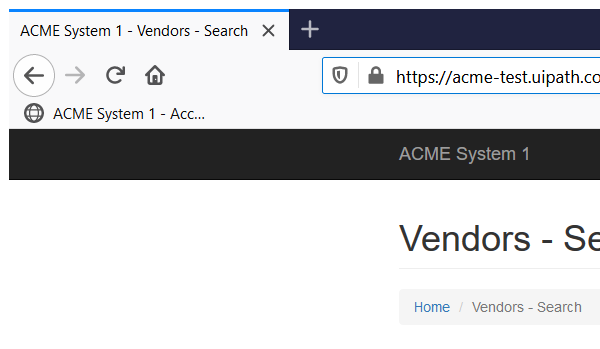 ACME System 1 - Vendors - Search
https://acme-test.uipath.co
ACME System 1 - Acc...
ACME System 1
Vendors - Se
Home / Vendors - Search